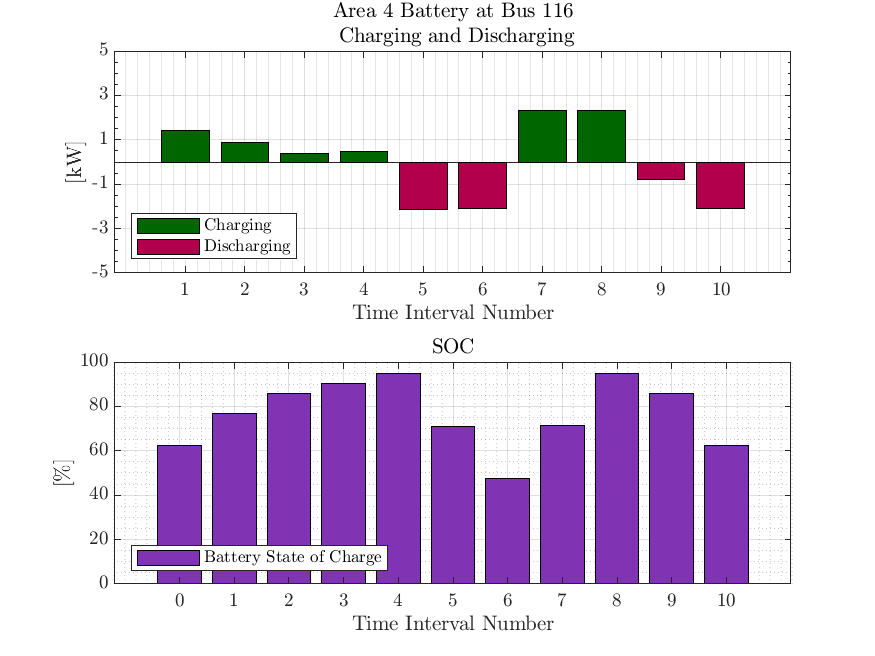 Area 4 Battery at Bus 116
Charging and Discharging
5
3
1
-1
-3
-5
[kW]
Charging
Discharging
1 2 3 4 5 6 7 8 9 10
Time Interval Number
SOC
100
80
60
40
20
0
[%]
Battery State of Charge
0 1 2 3 4 5 6 7 8 9 10
Time Interval Number